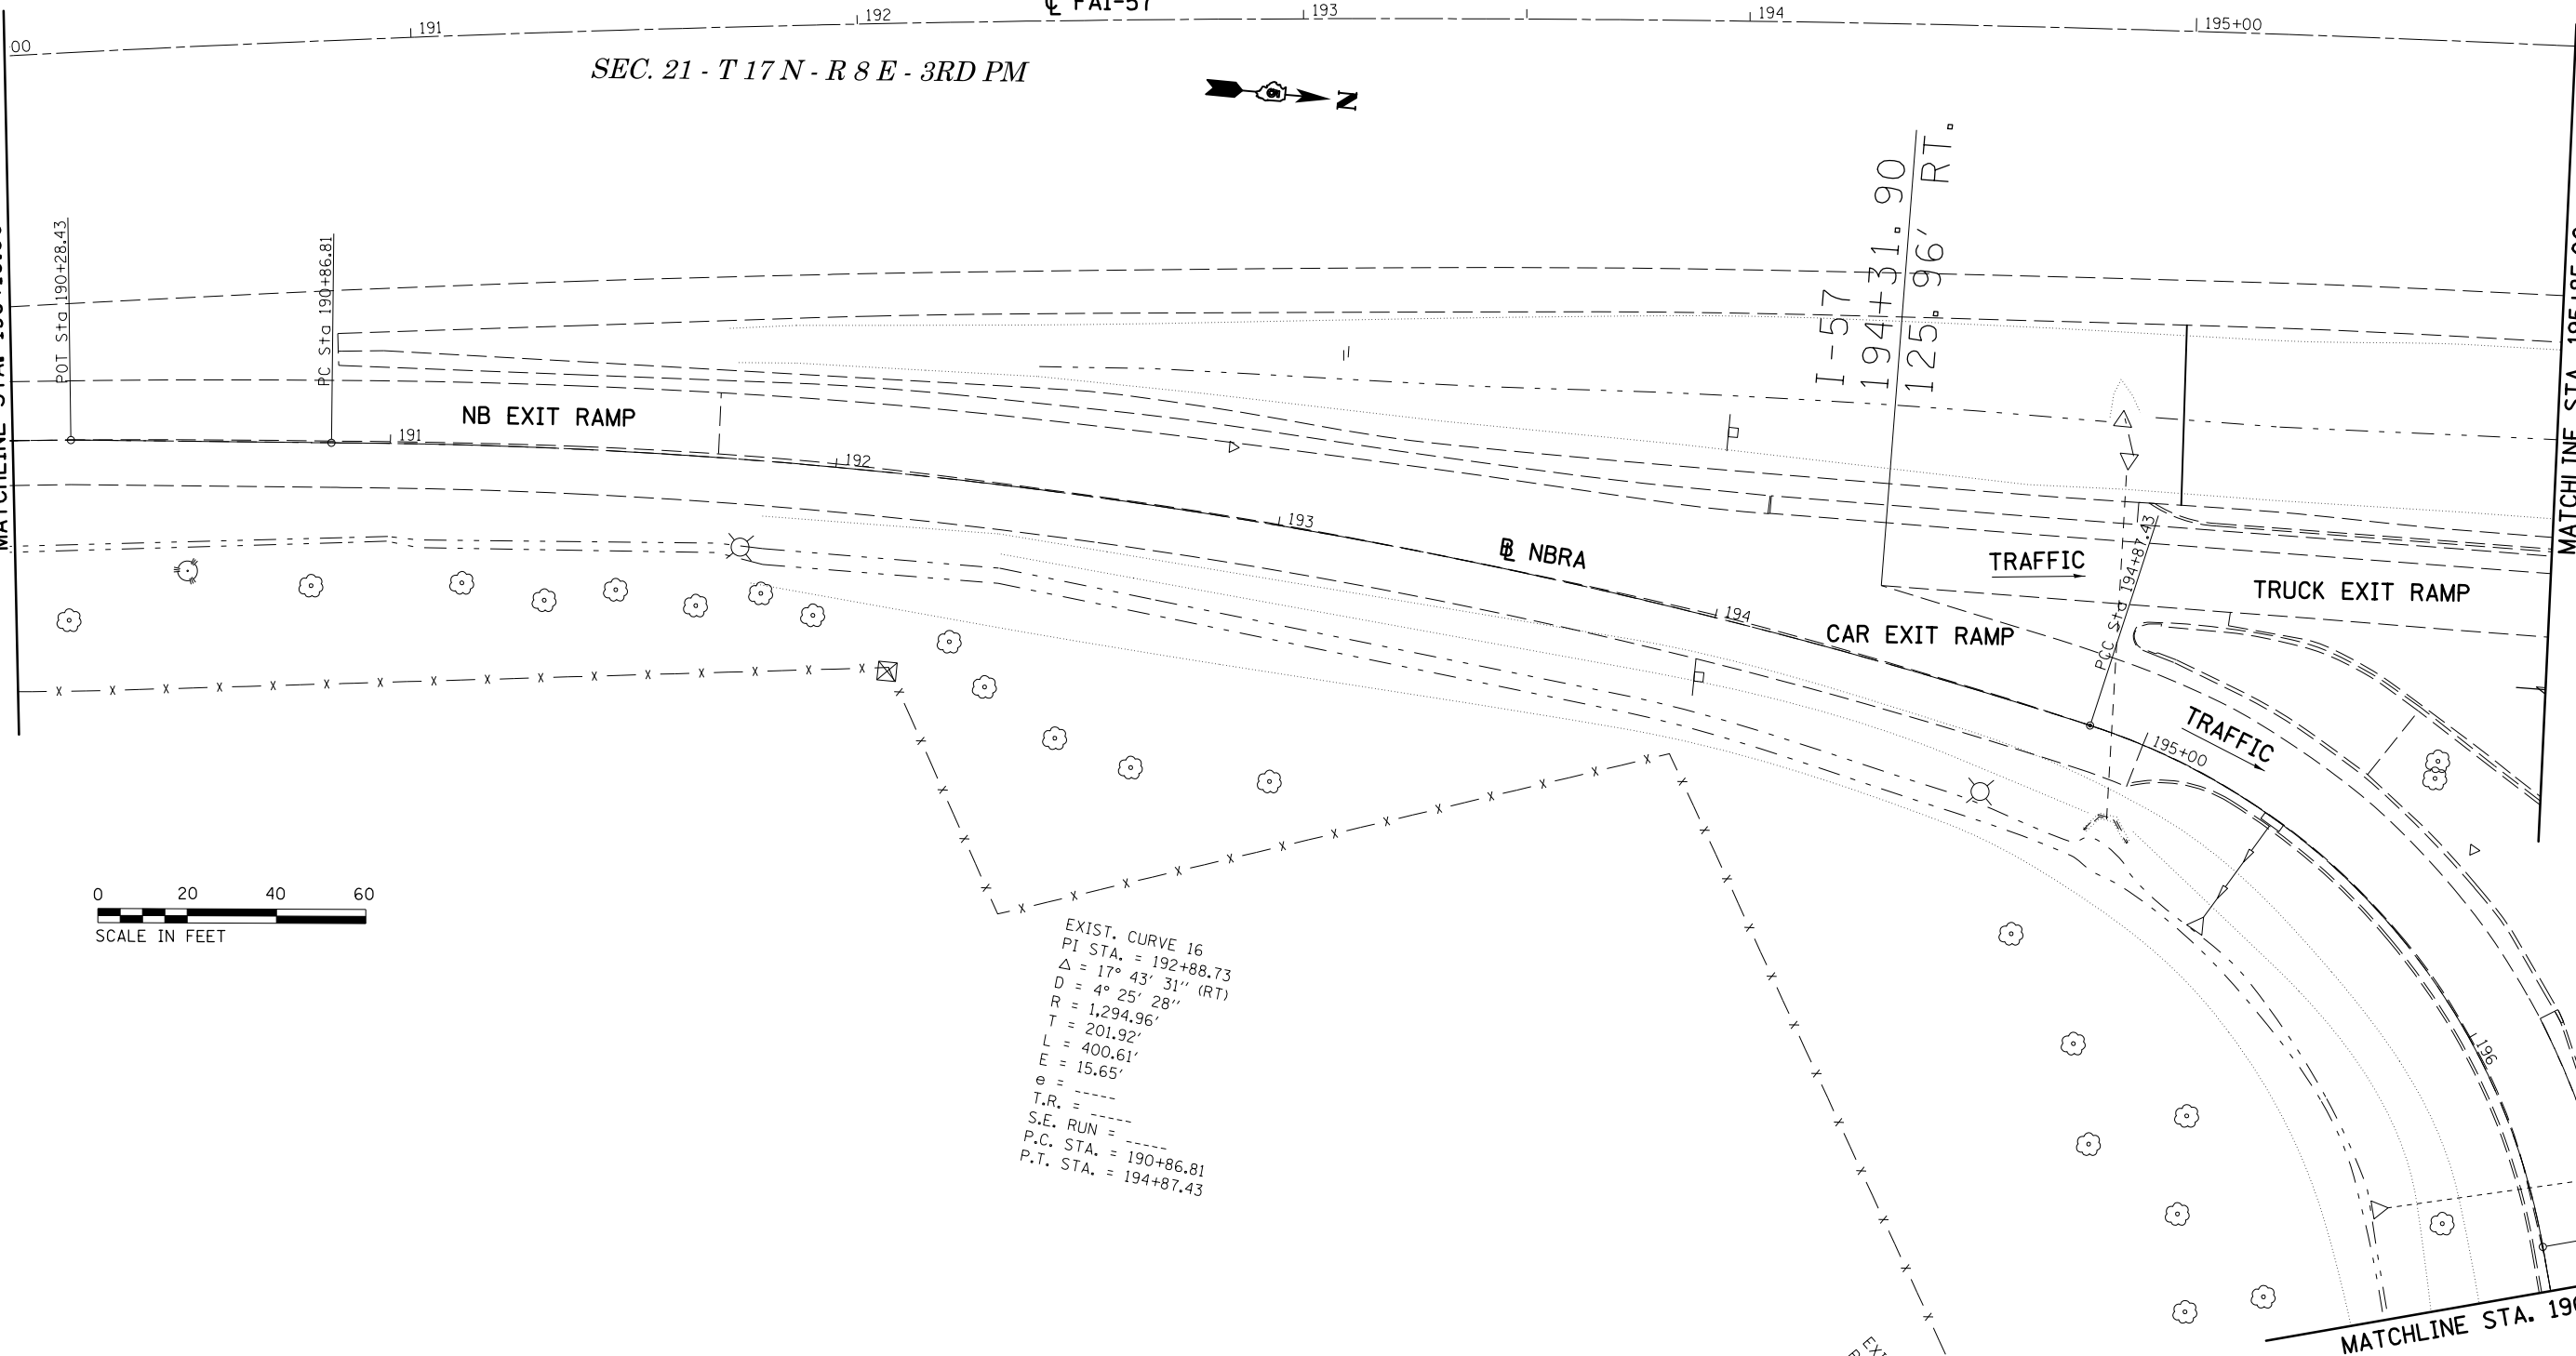 ℄ FAI-57
00
191
192
193
194
195+00
SEC. 21 - T 17 N - R 8 E - 3RD PM
N
POT Sta 190+28.43
PC Sta 190+86.81
I-57
194+31.90
125.96' RT.
NB EXIT RAMP
191
192
193
℄ NBRA
194
TRAFFIC
TRUCK EXIT RAMP
CAR EXIT RAMP
PCC Sta 194+87.43
TRAFFIC
195+00
196
0 20 40 60
SCALE IN FEET
EXIST. CURVE 16
PI STA. = 192+88.73
Δ = 17° 43' 31" (RT)
D = 4° 25' 28"
R = 1,294.96'
T = 201.92'
L = 400.61'
E = 15.65'
e = -----
T.R. = -----
S.E. RUN = -----
P.C. STA. = 190+86.81
P.T. STA. = 194+87.43
MATCHLINE STA.
MATCHLINE STA.
MATCHLINE STA. 196